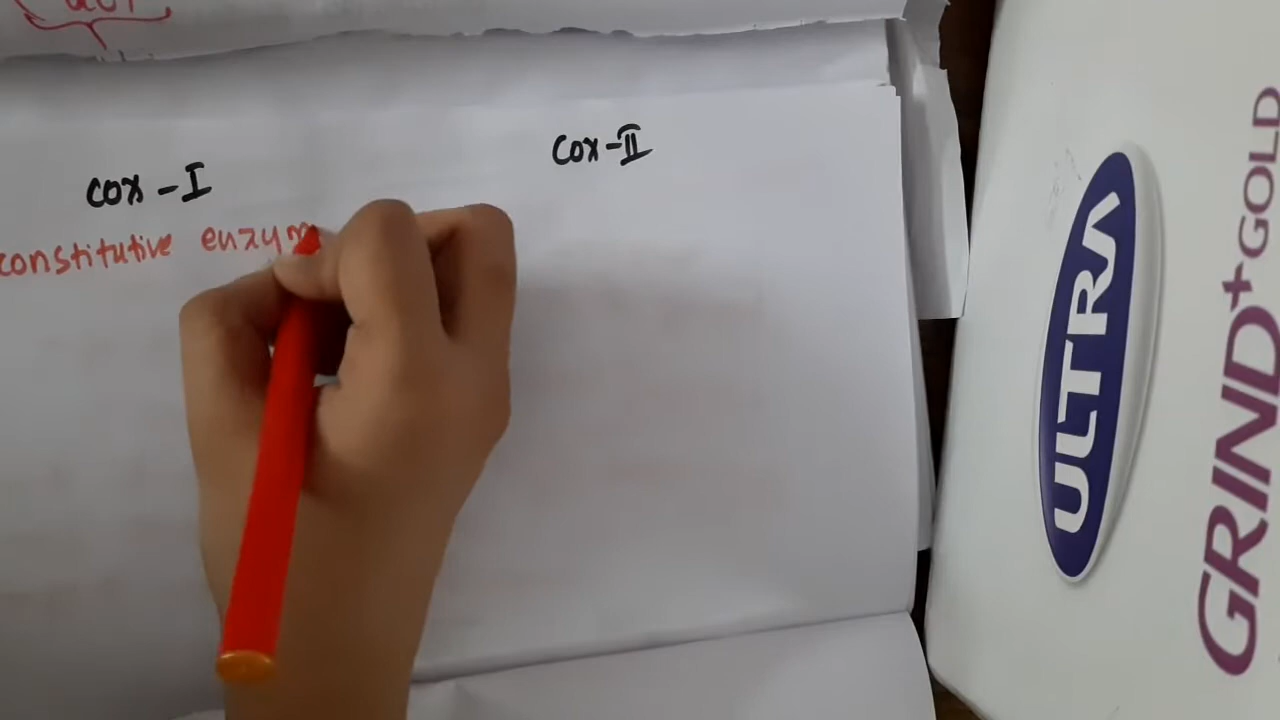 cox - I
cox - II
constitutive enzym
ULTRA
GRIND+GOLD